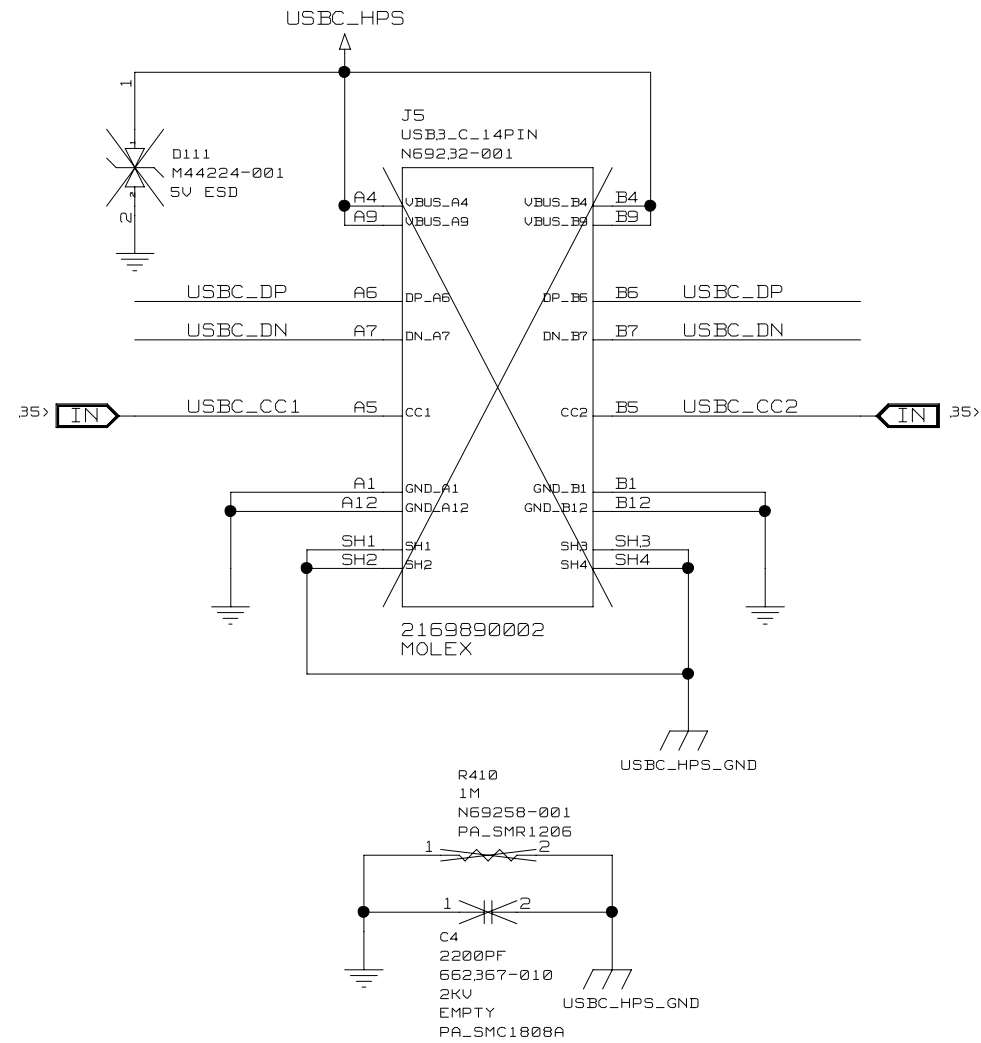 USBC_HPS
1
J5
USB3_C_14PIN
N69232-001
D111
M44224-001
5V ESD
1
2
2
A4 VBUS_A4 VBUS_B4 B4
A9 VBUS_A9 VBUS_B9 B9
USBC_DP A6 DP_A6 DP_B6 B6 USBC_DP
USBC_DN A7 DN_A7 DN_B7 B7 USBC_DN
35> IN USBC_CC1 A5 CC1 CC2 B5 USBC_CC2 IN 35>
A1 GND_A1 GND_B1 B1
A12 GND_A12 GND_B12 B12
SH1 SH1 SH3 SH3
SH2 SH2 SH4 SH4
2169890002
MOLEX
USBC_HPS_GND
R410
1M
N69258-001
PA_SMR1206
1 2
1 2
C4
2200PF
662367-010
2KV
EMPTY
PA_SMC1808A
USBC_HPS_GND